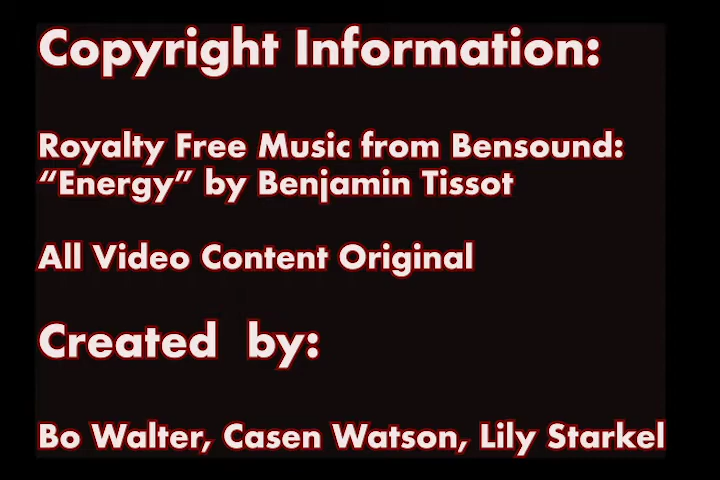 Copyright Information:
Royalty Free Music from Bensound:
“Energy” by Benjamin Tissot
All Video Content Original
Created by:
Bo Walter, Casen Watson, Lily Starkel